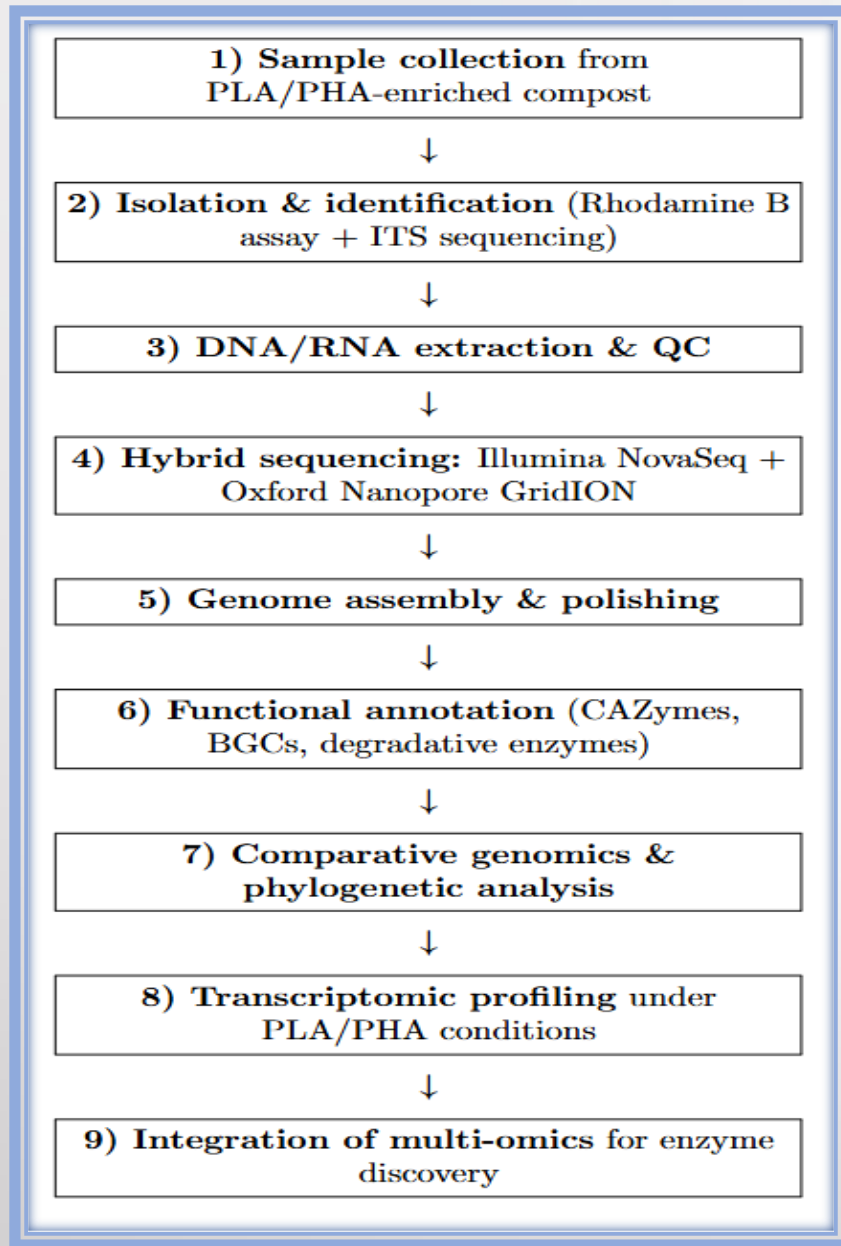 1) Sample collection from
PLA/PHA-enriched compost
↓
2) Isolation & identification (Rhodamine B
assay + ITS sequencing)
↓
3) DNA/RNA extraction & QC
↓
4) Hybrid sequencing: Illumina NovaSeq +
Oxford Nanopore GridION
↓
5) Genome assembly & polishing
↓
6) Functional annotation (CAZymes,
BGCs, degradative enzymes)
↓
7) Comparative genomics &
phylogenetic analysis
↓
8) Transcriptomic profiling under
PLA/PHA conditions
↓
9) Integration of multi-omics for enzyme
discovery